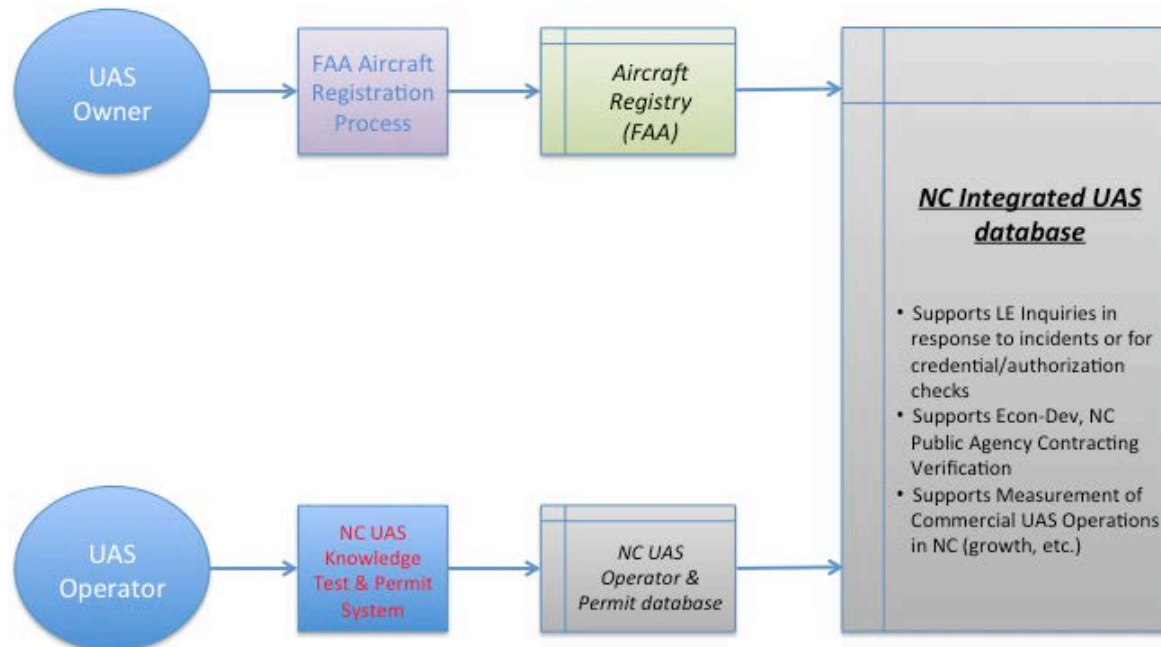 UAS
Owner
FAA Aircraft
Registration
Process
Aircraft
Registry
(FAA)
NC Integrated UAS
database
• Supports LE Inquiries in
response to incidents or for
credential/authorization
checks
• Supports Econ-Dev, NC
Public Agency Contracting
Verification
• Supports Measurement of
Commercial UAS Operations
in NC (growth, etc.)
UAS
Operator
NC UAS
Knowledge
Test & Permit
System
NC UAS
Operator &
Permit database